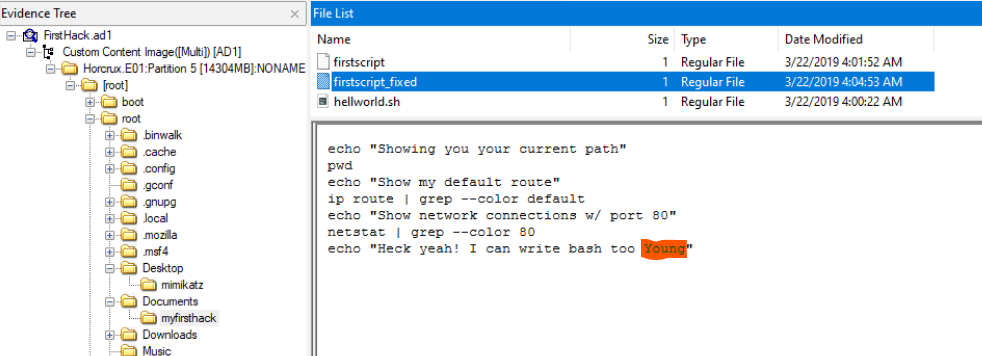 Evidence Tree
FirstHack.ad1
Custom Content Image([Multi]) [AD1]
Horcrux.E01:Partition 5 [14304MB]:NONAME
[root]
boot
root
.binwalk
.cache
.config
.gconf
.gnupg
.local
.mozilla
.msf4
Desktop
mimikatz
Documents
myfirsthack
Downloads
Music
File List
Name Size Type Date Modified
firstscript 1 Regular File 3/22/2019 4:01:52 AM
firstscript_fixed 1 Regular File 3/22/2019 4:04:53 AM
hellworld.sh 1 Regular File 3/22/2019 4:00:22 AM
echo "Showing you your current path"
pwd
echo "Show my default route"
ip route | grep --color default
echo "Show network connections w/ port 80"
netstat | grep --color 80
echo "Heck yeah! I can write bash too Young"